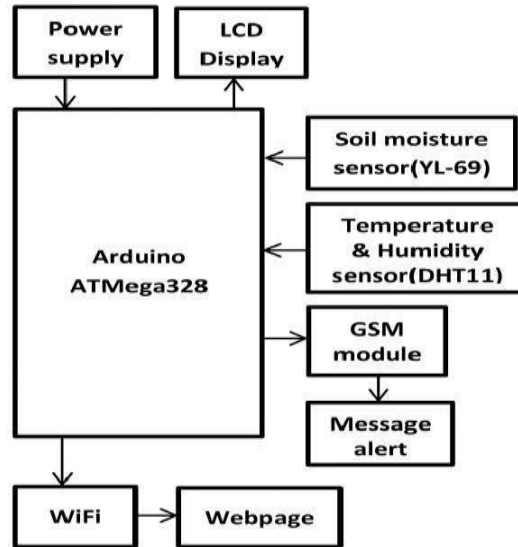 Power
supply
LCD
Display
Soil moisture
sensor(YL-69)
Temperature
& Humidity
sensor(DHT11)
Arduino
ATMega328
GSM
module
Message
alert
WiFi
Webpage